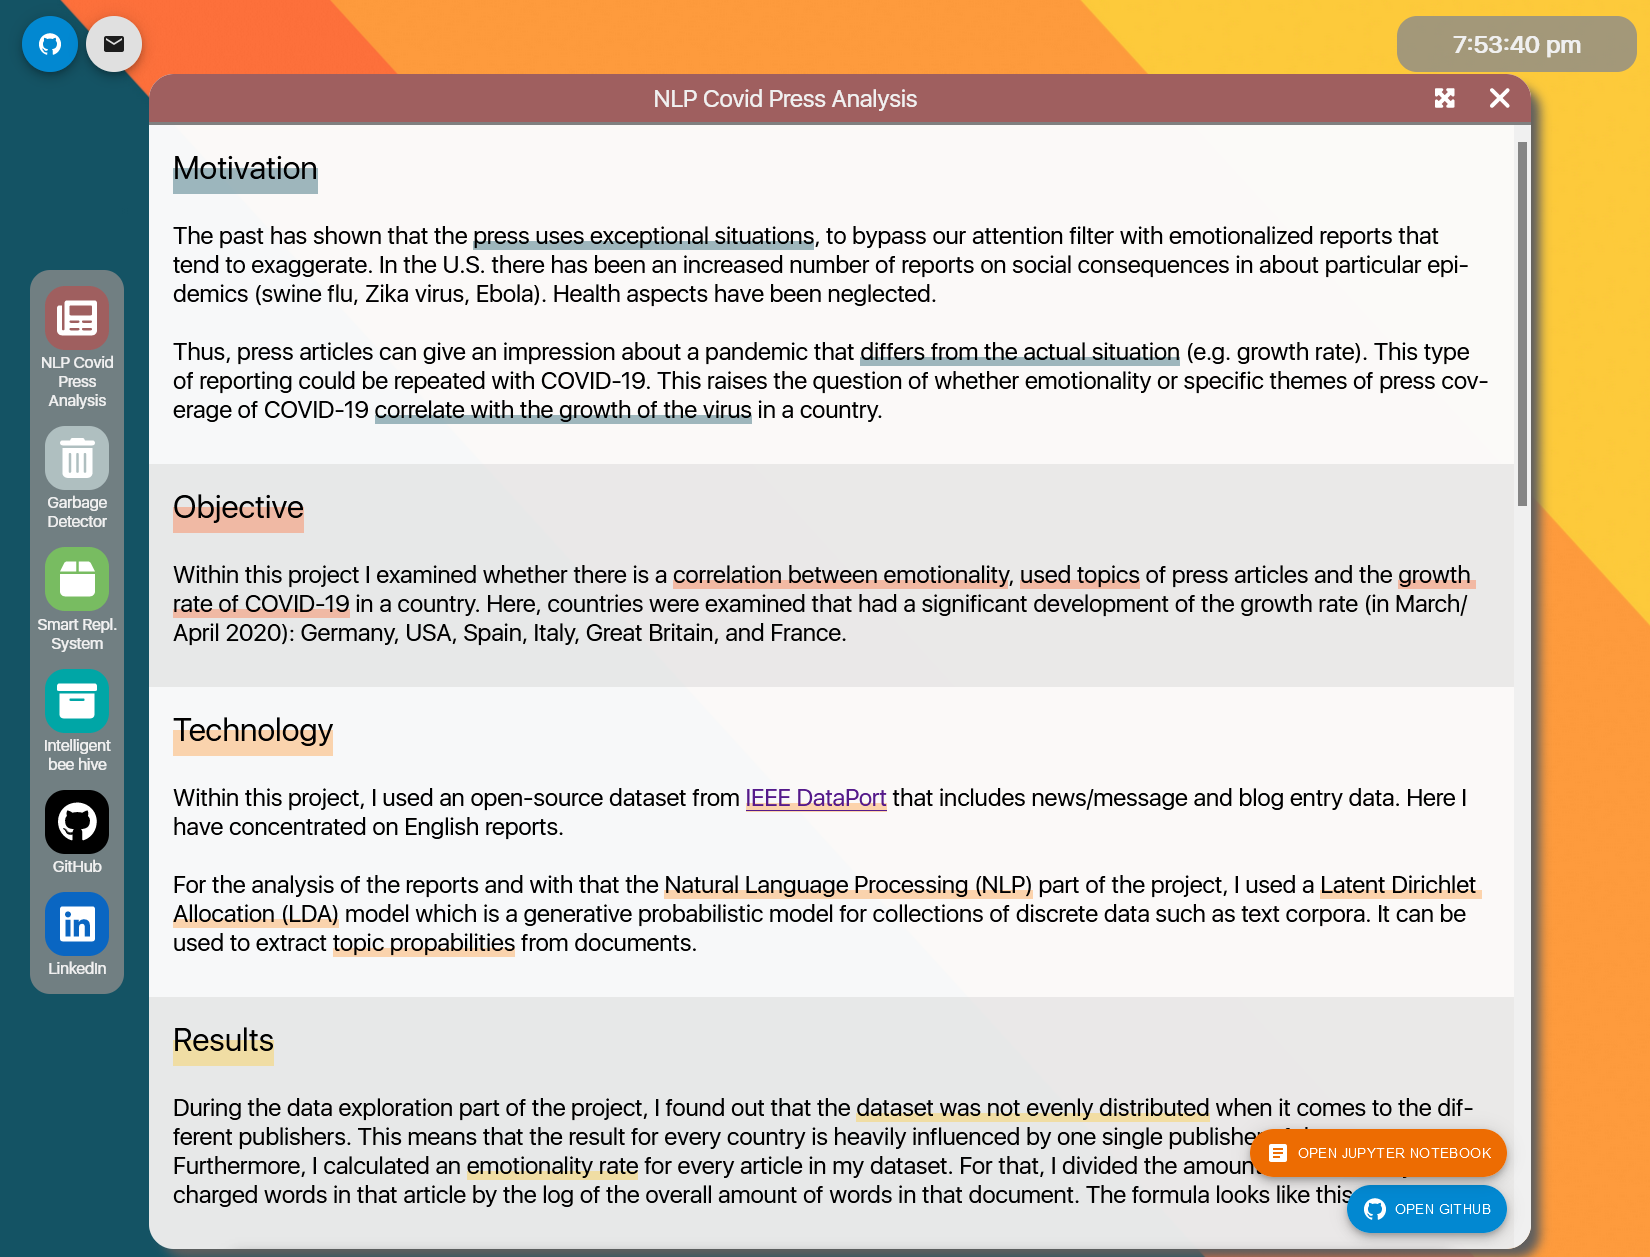 7:53:40 pm
NLP Covid Press Analysis
NLP Covid
Press
Analysis
Garbage
Detector
Smart Repl.
System
Intelligent
bee hive
GitHub
LinkedIn
Motivation
The past has shown that the press uses exceptional situations, to bypass our attention filter with emotionalized reports that
tend to exaggerate. In the U.S. there has been an increased number of reports on social consequences in about particular epi-
demics (swine flu, Zika virus, Ebola). Health aspects have been neglected.
Thus, press articles can give an impression about a pandemic that differs from the actual situation (e.g. growth rate). This type
of reporting could be repeated with COVID-19. This raises the question of whether emotionality or specific themes of press cov-
erage of COVID-19 correlate with the growth of the virus in a country.
Objective
Within this project I examined whether there is a correlation between emotionality, used topics of press articles and the growth
rate of COVID-19 in a country. Here, countries were examined that had a significant development of the growth rate (in March/
April 2020): Germany, USA, Spain, Italy, Great Britain, and France.
Technology
Within this project, I used an open-source dataset from IEEE DataPort that includes news/message and blog entry data. Here I
have concentrated on English reports.
For the analysis of the reports and with that the Natural Language Processing (NLP) part of the project, I used a Latent Dirichlet
Allocation (LDA) model which is a generative probabilistic model for collections of discrete data such as text corpora. It can be
used to extract topic propabilities from documents.
Results
During the data exploration part of the project, I found out that the dataset was not evenly distributed when it comes to the dif-
ferent publishers. This means that the result for every country is heavily influenced by one single publisher
Furthermore, I calculated an emotionality rate for every article in my dataset. For that, I divided the amount
charged words in that article by the log of the overall amount of words in that document. The formula looks like this
OPEN JUPYTER NOTEBOOK
OPEN GITHUB